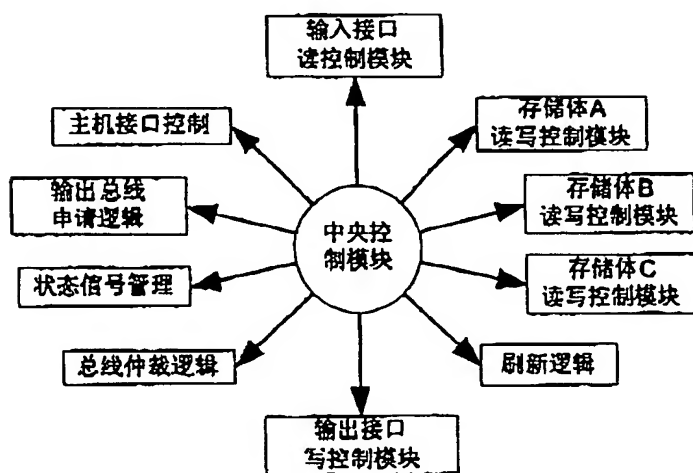 输入接口
读控制模块
主机接口控制
存储体A
读写控制模块
输出总线
申请逻辑
存储体B
读写控制模块
中央控
制模块
状态信号管理
存储体C
读写控制模块
总线仲裁逻辑
刷新逻辑
输出接口
写控制模块